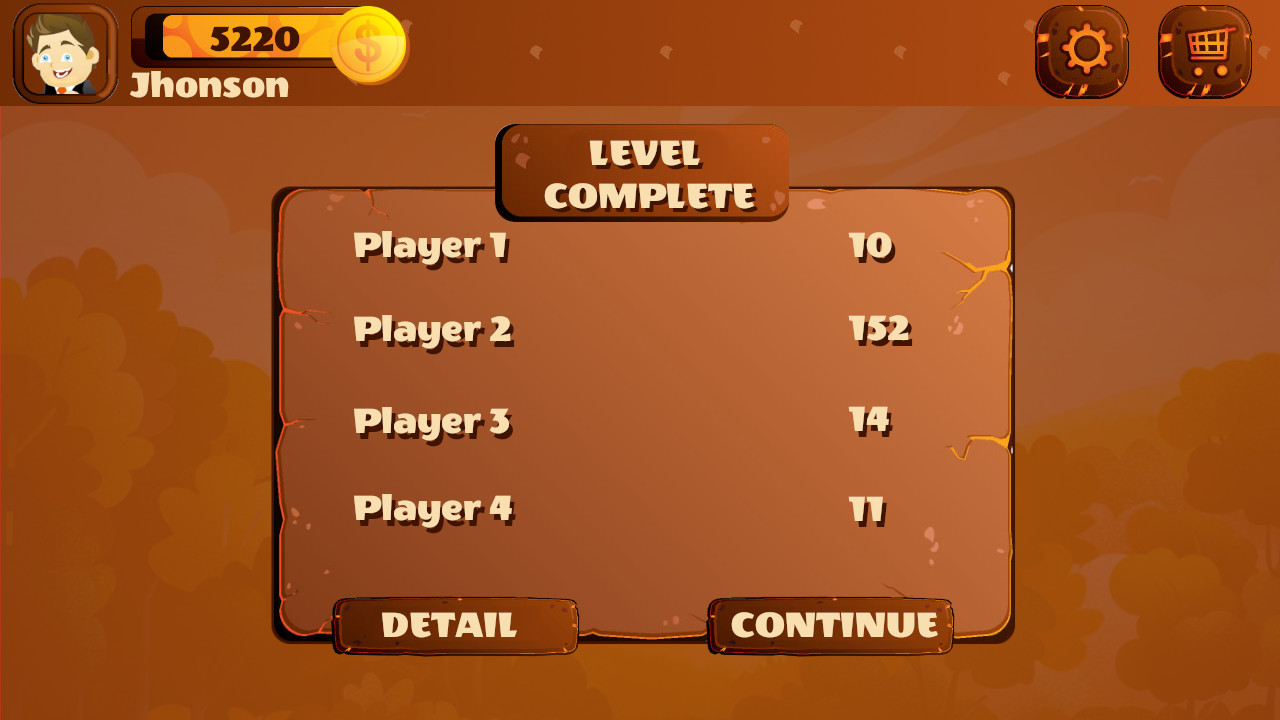 5220
$
Jhonson
LEVEL
COMPLETE
Player 1 10
Player 2 152
Player 3 14
Player 4 11
DETAIL CONTINUE